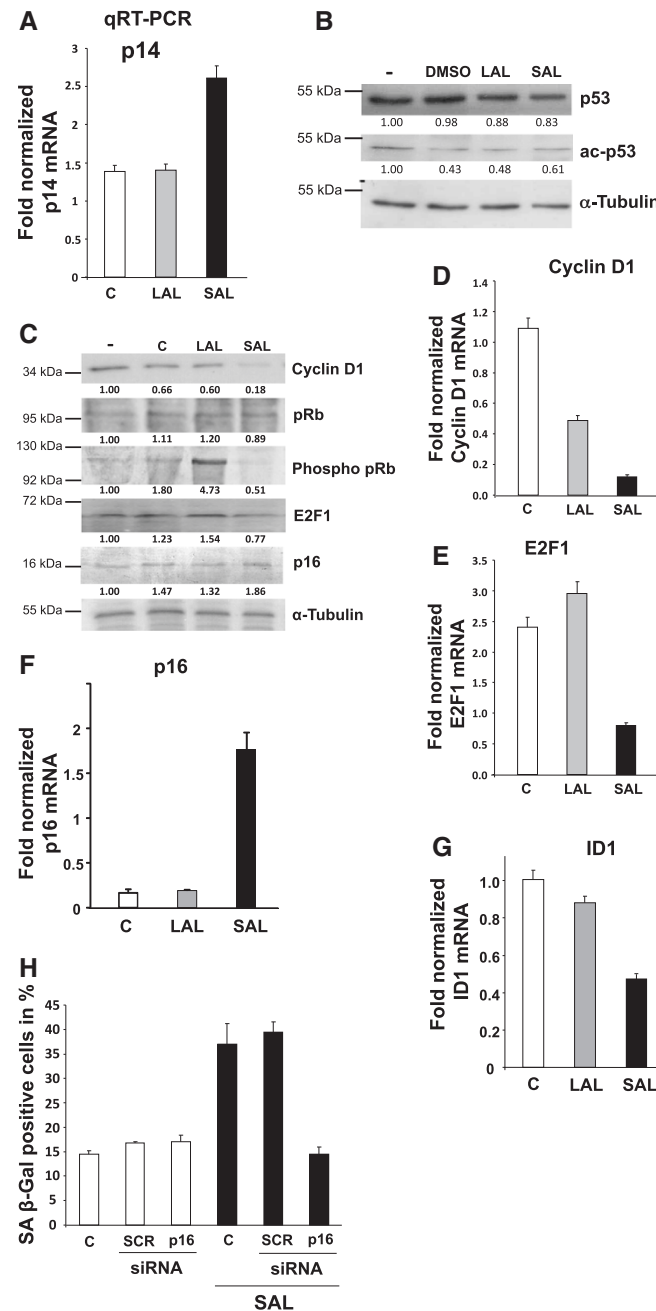 A
qRT-PCR
p14
Fold normalized
p14 mRNA
3
2.5
2
1.5
1
0.5
0
C LAL SAL
B
- DMSO LAL SAL
55 kDa
p53
1.00 0.98 0.88 0.83
55 kDa
ac-p53
1.00 0.43 0.48 0.61
55 kDa
α-Tubulin
C
- C LAL SAL
34 kDa
Cyclin D1
1.00 0.66 0.60 0.18
95 kDa
pRb
1.00 1.11 1.20 0.89
130 kDa
Phospho pRb
92 kDa
1.00 1.80 4.73 0.51
72 kDa
E2F1
1.00 1.23 1.54 0.77
16 kDa
p16
1.00 1.47 1.32 1.86
55 kDa
α-Tubulin
D
Cyclin D1
Fold normalized
Cyclin D1 mRNA
1.4
1.2
1.0
0.8
0.6
0.4
0.2
0.0
C LAL SAL
E
E2F1
Fold normalized
E2F1 mRNA
3.5
3.0
2.5
2.0
1.5
1.0
0.5
0.0
C LAL SAL
F
p16
Fold normalized
p16 mRNA
2
1.5
1
0.5
0
C LAL SAL
G
ID1
Fold normalized
ID1 mRNA
1.0
0.8
0.6
0.4
0.2
0
C LAL SAL
H
SA β-Gal positive cells in %
45
40
35
30
25
20
15
10
5
0
C SCR p16 C SCR p16
siRNA siRNA
SAL